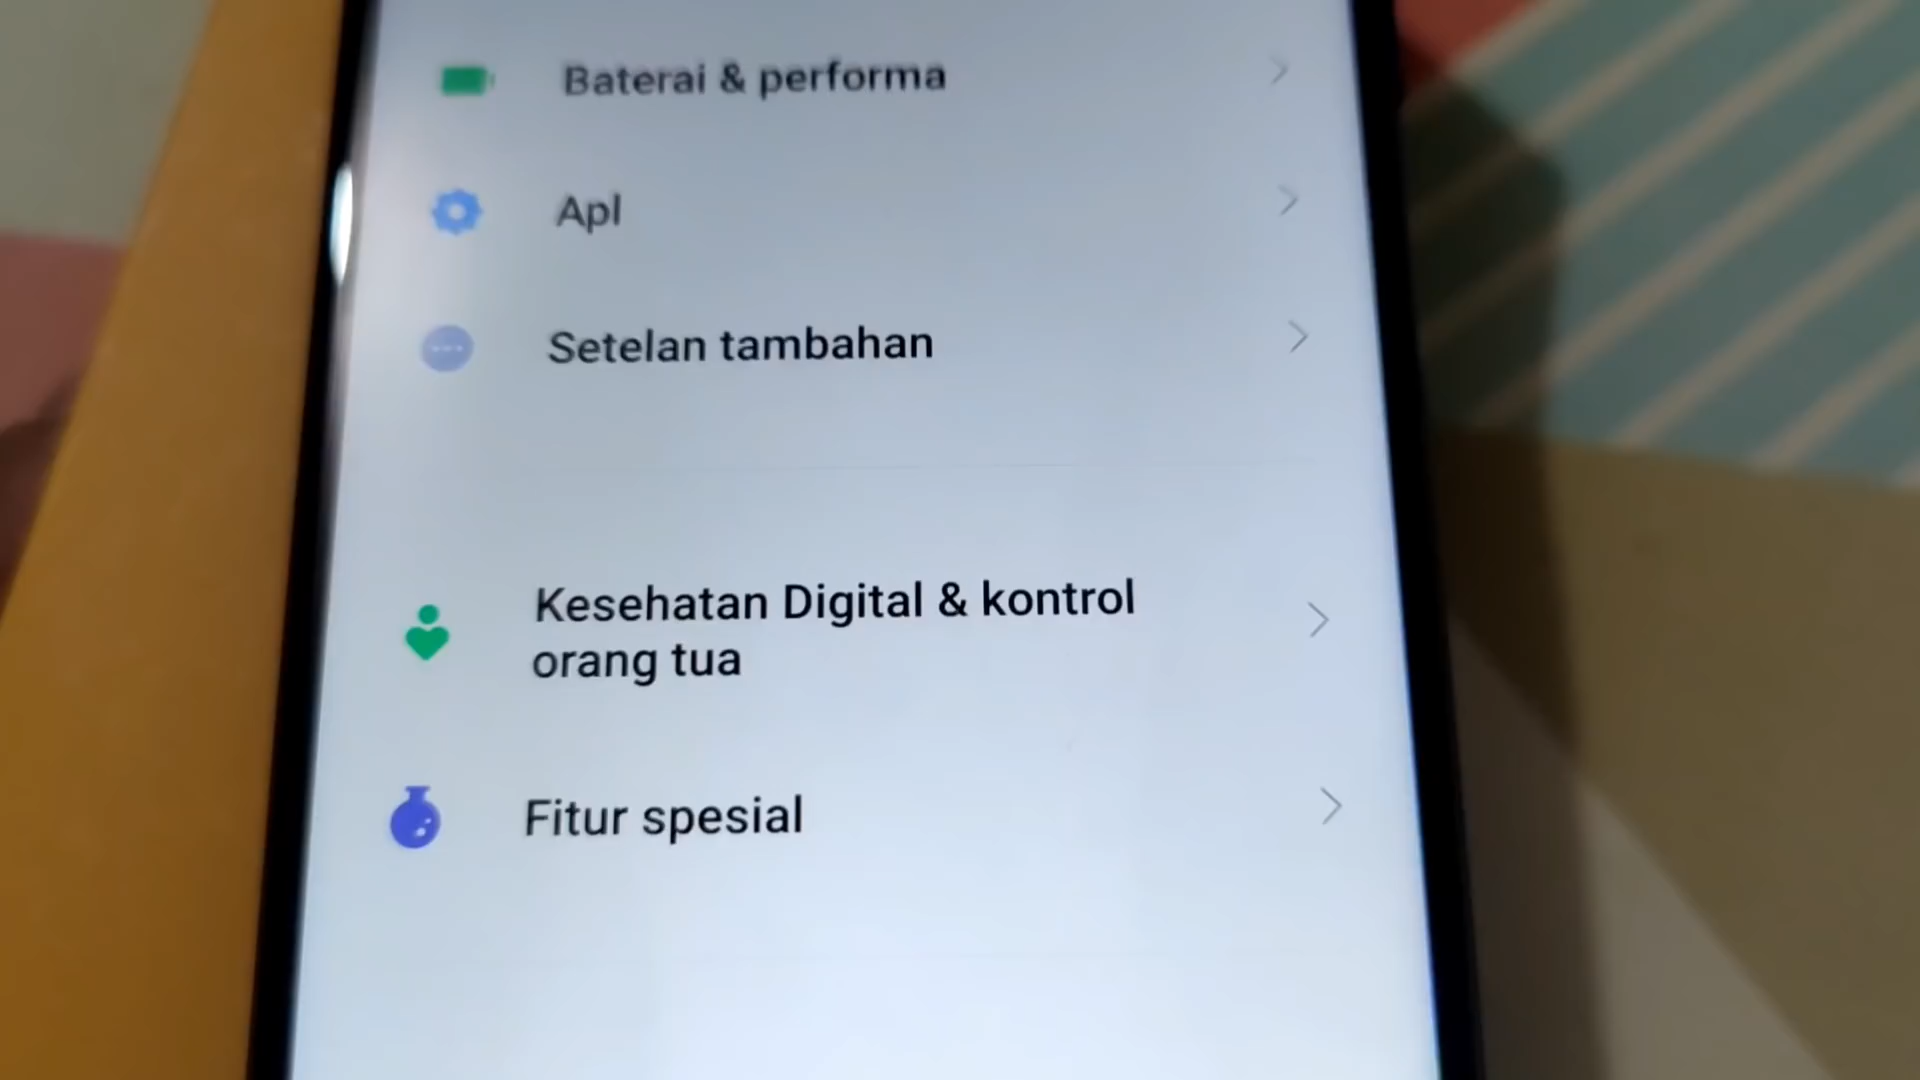 Baterai & performa
Apl
Setelan tambahan
Kesehatan Digital & kontrol
orang tua
Fitur spesial